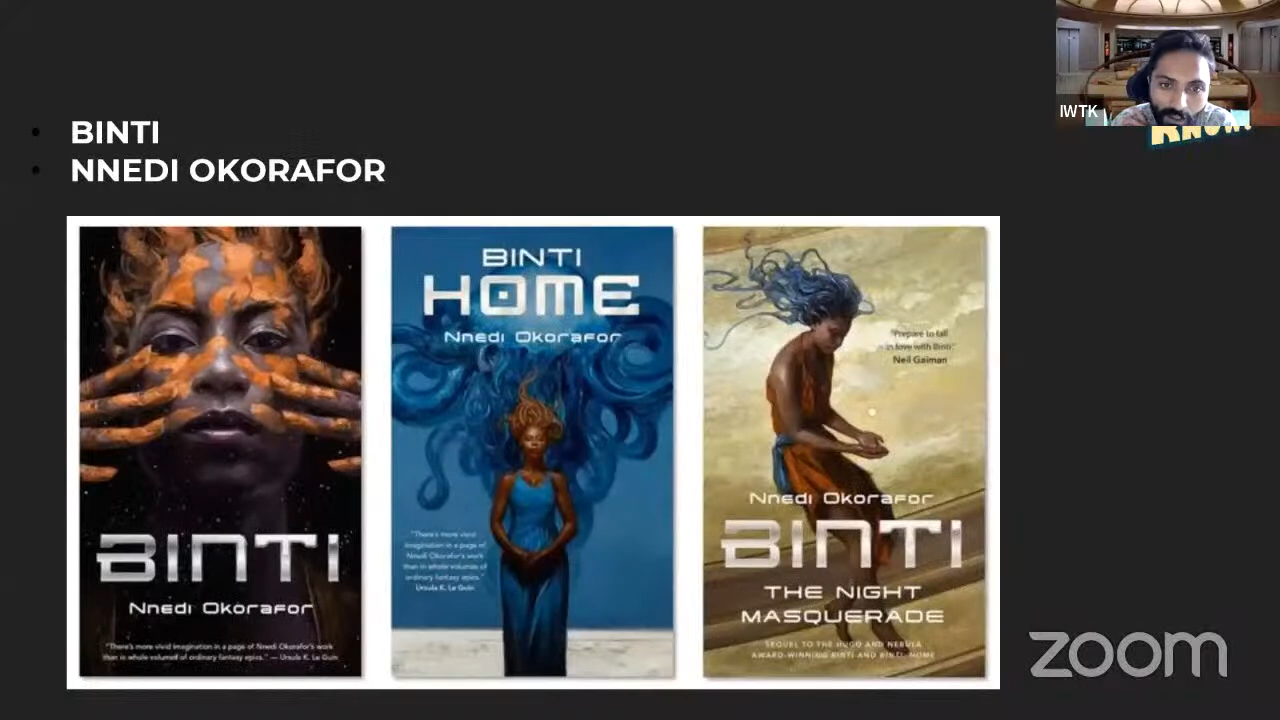 BINTI
NNEDI OKORAFOR
IWTK
KNOW!
BINTI
Nnedi Okorafor
"There's more vivid imagination in a page of Nnedi Okorafor's work
than in whole volumes of ordinary fantasy epics." — Ursula K. Le Guin
BINTI
HOME
Nnedi Okorafor
"There's more vivid
imagination in a page of
Nnedi Okorafor's work
than in whole volumes of
ordinary fantasy epics."
Ursula K. Le Guin
"Prepare to fall
in love with Binti."
Neil Gaiman
Nnedi Okorafor
BINTI
THE NIGHT
MASQUERADE
SEQUEL TO THE HUGO AND NEBULA
AWARD-WINNING BINTI AND BINTI: HOME
zoom